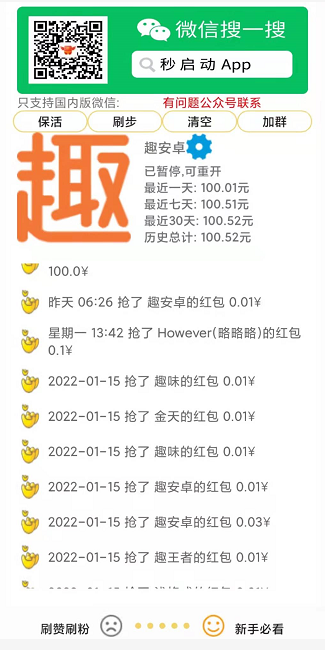 微信搜一搜
秒启动 App
只支持国内版微信:
有问题公众号联系
保活
刷步
清空
加群
趣
趣安卓
已暂停,可重开
最近一天: 100.01元
最近七天: 100.51元
最近30天: 100.52元
历史总计: 100.52元
100.0¥
昨天 06:26 抢了 趣安卓的红包 0.01¥
星期一 13:42 抢了 However(略略略)的红包
0.1¥
2022-01-15 抢了 趣味的红包 0.01¥
2022-01-15 抢了 金天的红包 0.01¥
2022-01-15 抢了 趣味的红包 0.01¥
2022-01-15 抢了 趣安卓的红包 0.01¥
2022-01-15 抢了 趣安卓的红包 0.03¥
2022-01-15 抢了 趣王者的红包 0.01¥
刷赞刷粉
新手必看